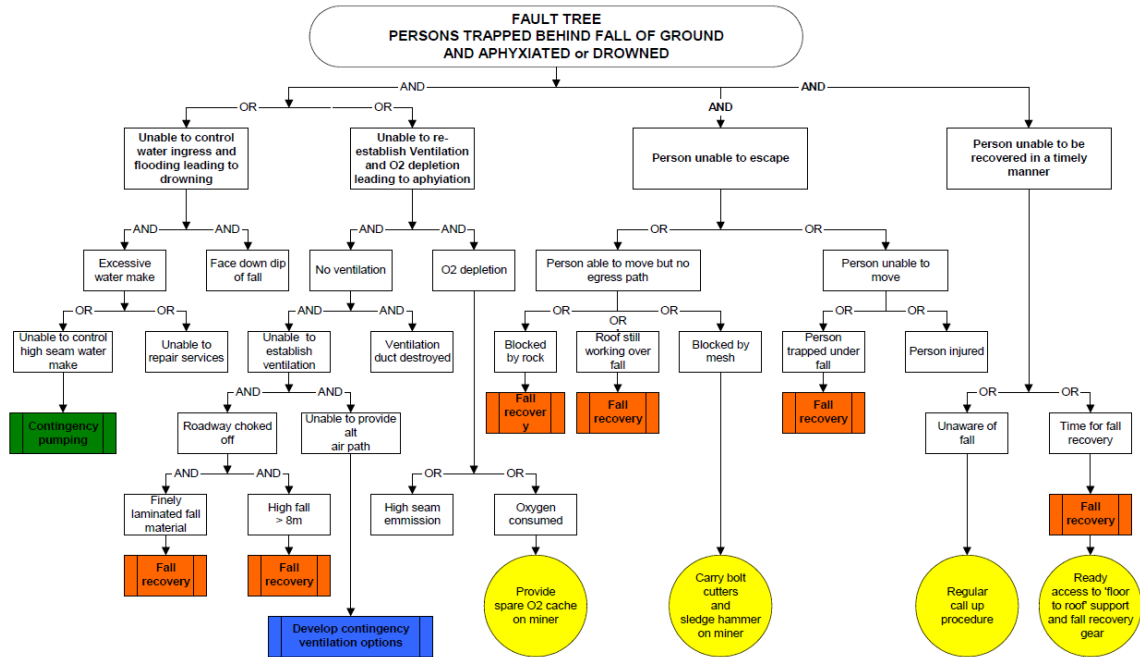 FAULT TREE
PERSONS TRAPPED BEHIND FALL OF GROUND
AND APHYXIATED or DROWNED
AND
AND
AND
AND
OR
OR
Unable to control
water ingress and
flooding leading to
drowning
Unable to re-
establish Ventilation
and O2 depletion
leading to aphyiation
Person unable to escape
Person unable to be
recovered in a timely
manner
AND
AND
AND
AND
OR
OR
Excessive
water make
Face down dip
of fall
No ventilation
O2 depletion
Person able to move but no
egress path
Person unable to
move
OR
OR
AND
AND
OR
OR
OR
OR
OR
Unable to control
high seam water
make
Unable to
repair services
Unable to
establish
ventilation
Ventilation
duct destroyed
Blocked
by rock
Roof still
working over
fall
Blocked by
mesh
Person
trapped under
fall
Person injured
Contingency
pumping
AND
AND
Fall
recover
y
Fall
recovery
Fall
recovery
OR
OR
Roadway choked
off
Unable to provide
alt
air path
Unaware of
fall
Time for fall
recovery
AND
AND
OR
OR
Finely
laminated fall
material
High fall
> 8m
High seam
emmission
Oxygen
consumed
Fall
recovery
Fall
recovery
Fall
recovery
Provide
spare O2 cache
on miner
Carry bolt
cutters
and
sledge hammer
on miner
Regular
call up
procedure
Ready
access to 'floor
to roof' support
and fall recovery
gear
Develop contingency
ventilation options